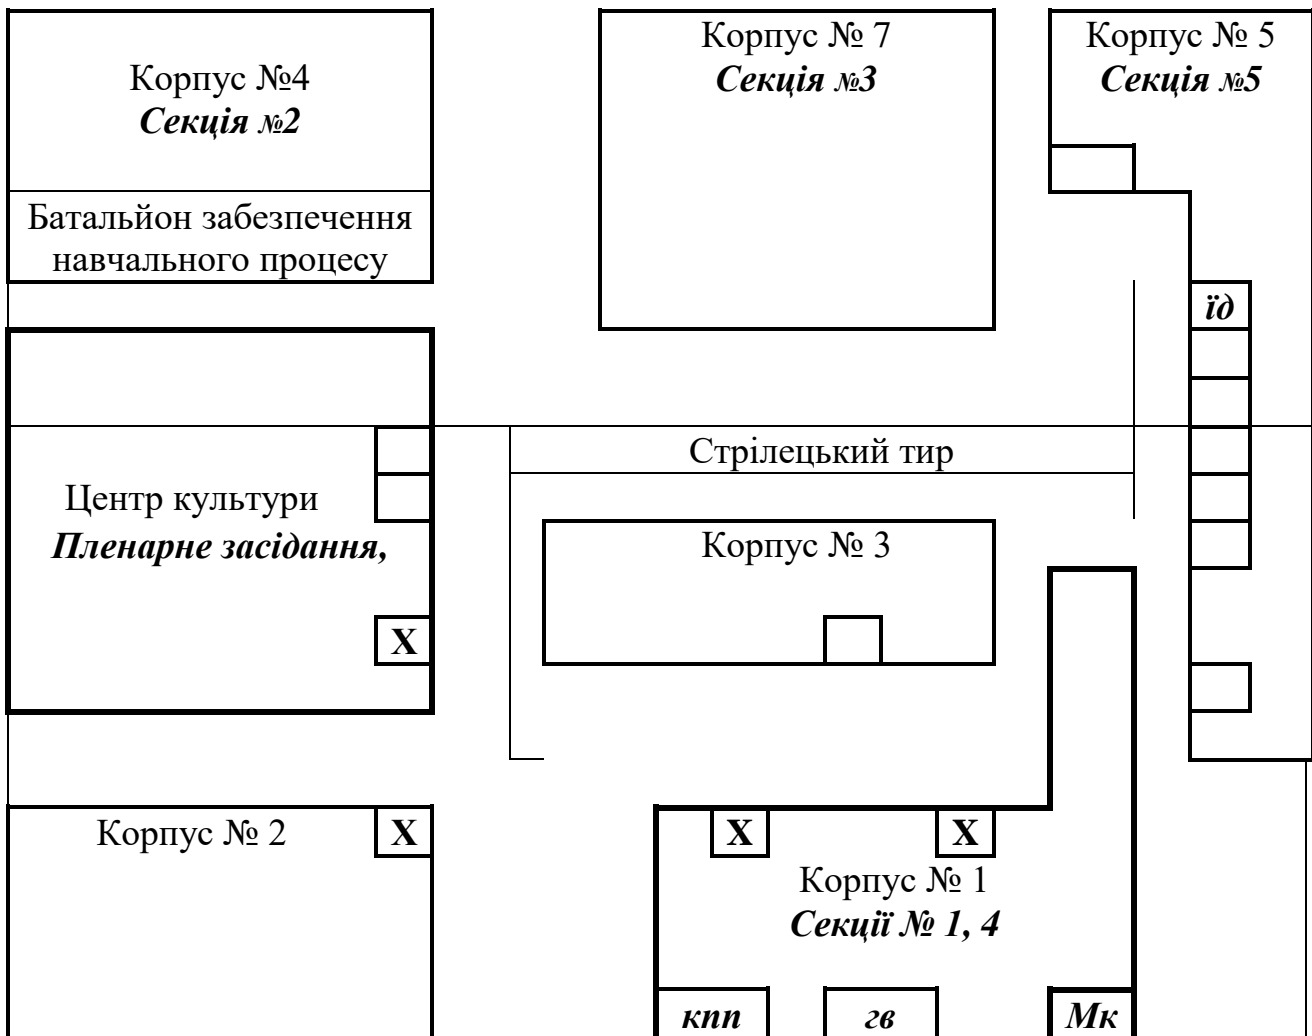 Корпус №4
Секція №2
Батальйон забезпечення
навчального процесу
Корпус № 7
Секція №3
Корпус № 5
Секція №5
їд
Стрілецький тир
Центр культури
Пленарне засідання,
Х
Корпус № 3
Корпус № 2
Х
Х
Х
Корпус № 1
Секції № 1, 4
кпп
гв
Мк